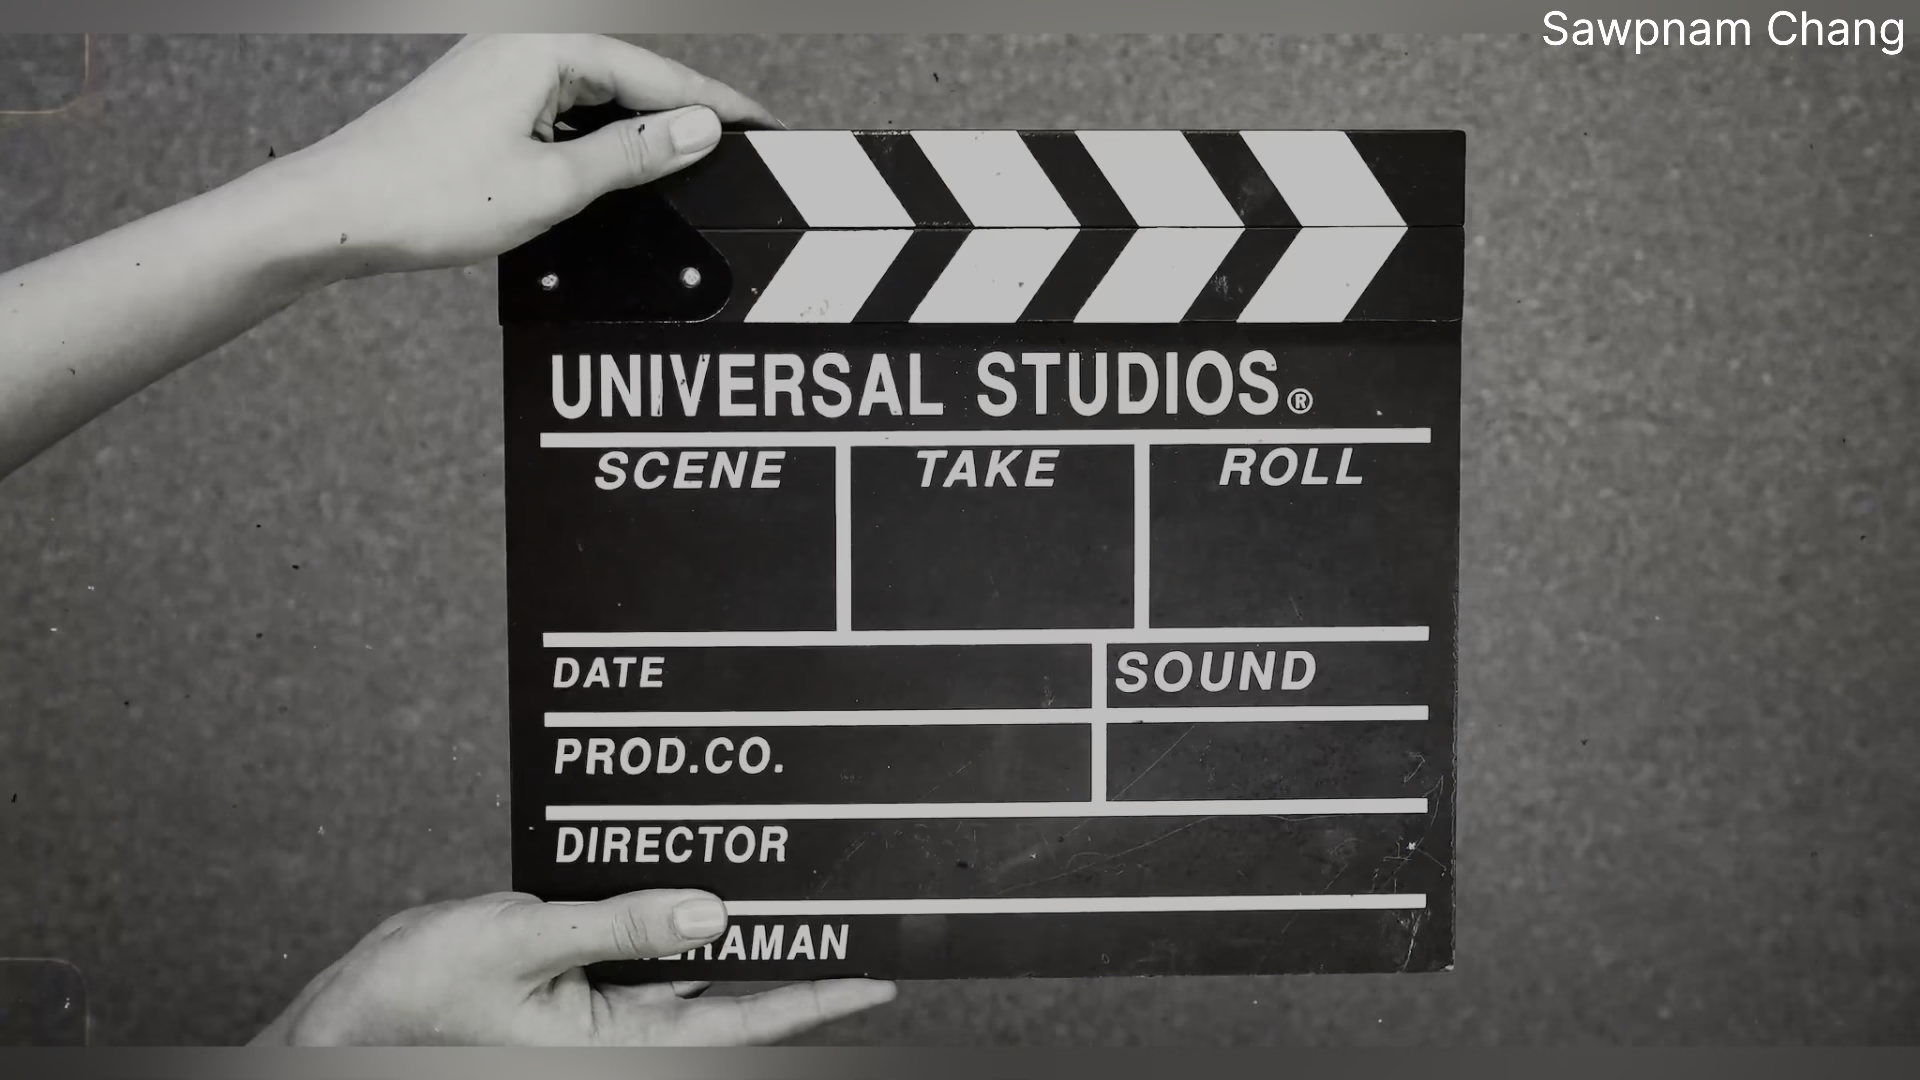 Sawpnam Chang
UNIVERSAL STUDIOS®
SCENE TAKE ROLL
DATE SOUND
PROD.CO.
DIRECTOR